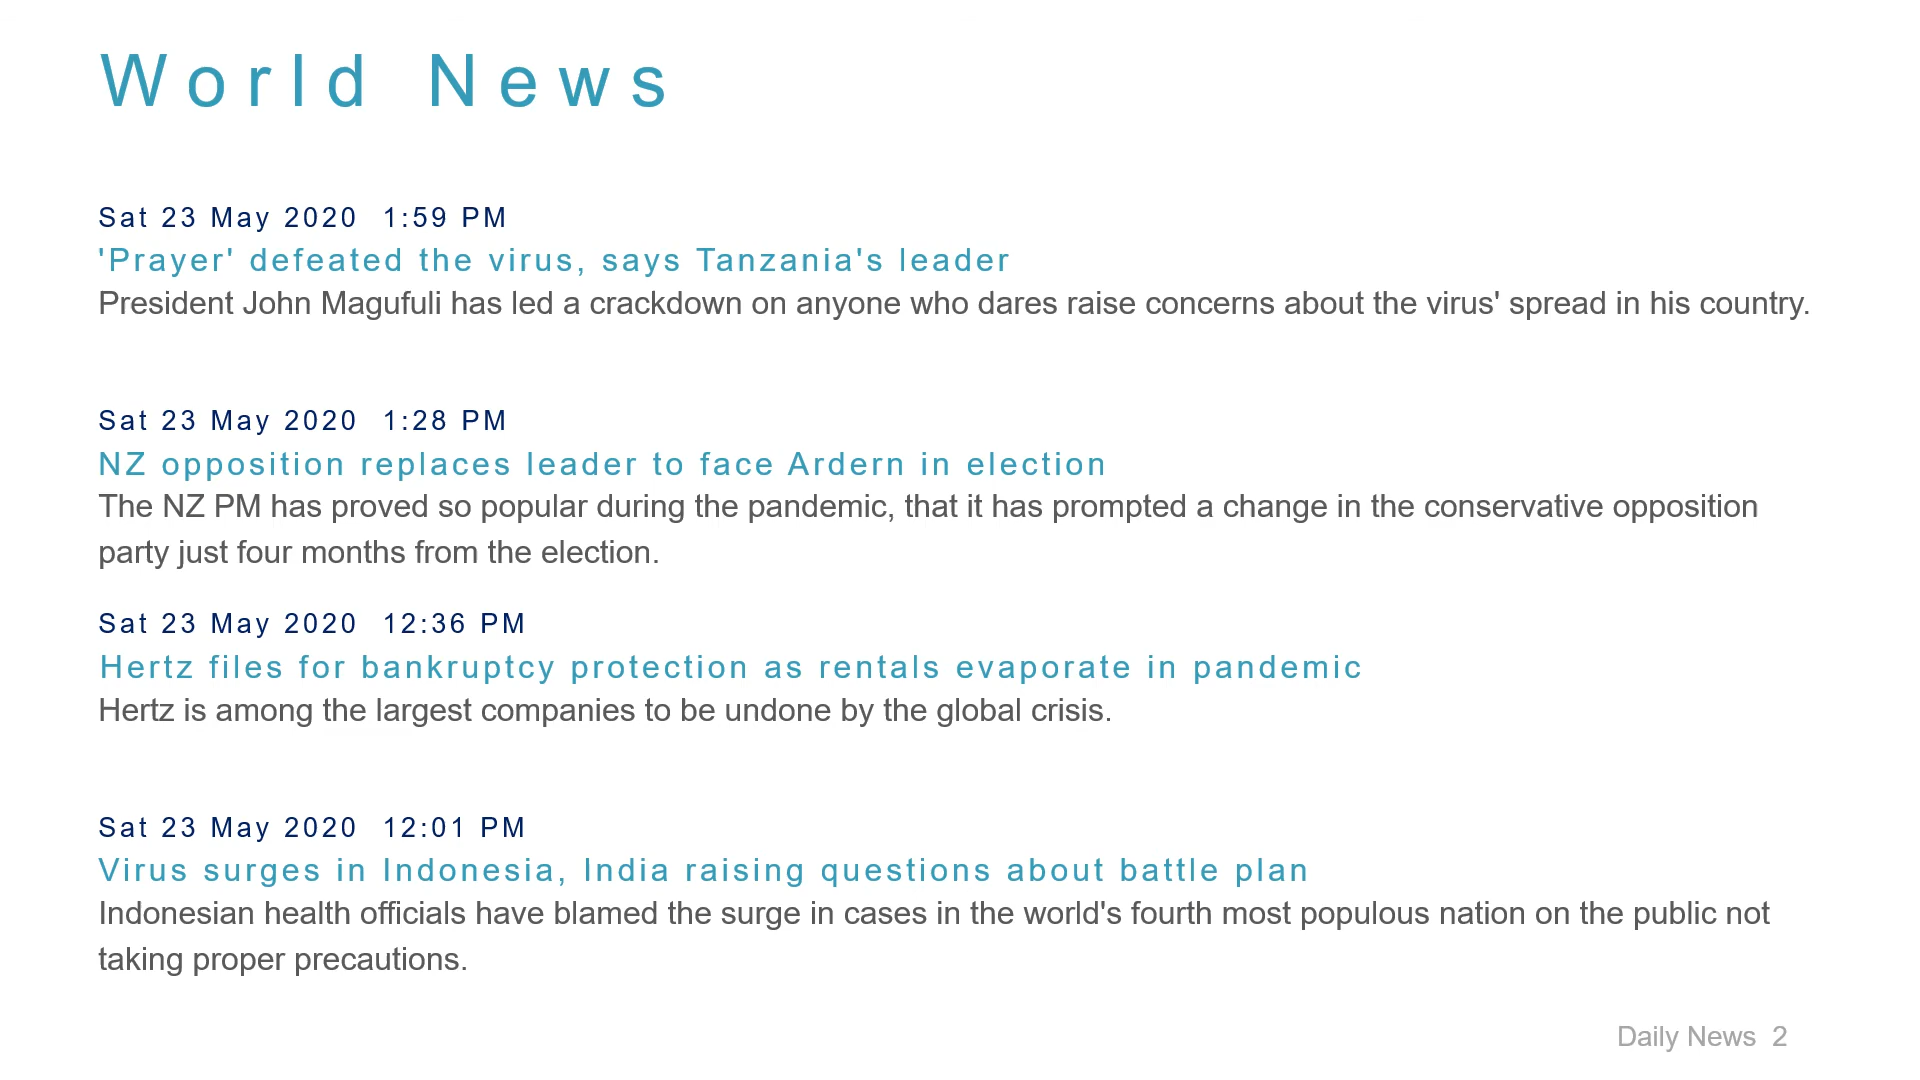 World News
Sat 23 May 2020  1:59 PM
'Prayer' defeated the virus, says Tanzania's leader
President John Magufuli has led a crackdown on anyone who dares raise concerns about the virus' spread in his country.
Sat 23 May 2020  1:28 PM
NZ opposition replaces leader to face Ardern in election
The NZ PM has proved so popular during the pandemic, that it has prompted a change in the conservative opposition
party just four months from the election.
Sat 23 May 2020  12:36 PM
Hertz files for bankruptcy protection as rentals evaporate in pandemic
Hertz is among the largest companies to be undone by the global crisis.
Sat 23 May 2020  12:01 PM
Virus surges in Indonesia, India raising questions about battle plan
Indonesian health officials have blamed the surge in cases in the world's fourth most populous nation on the public not
taking proper precautions.
Daily News  2